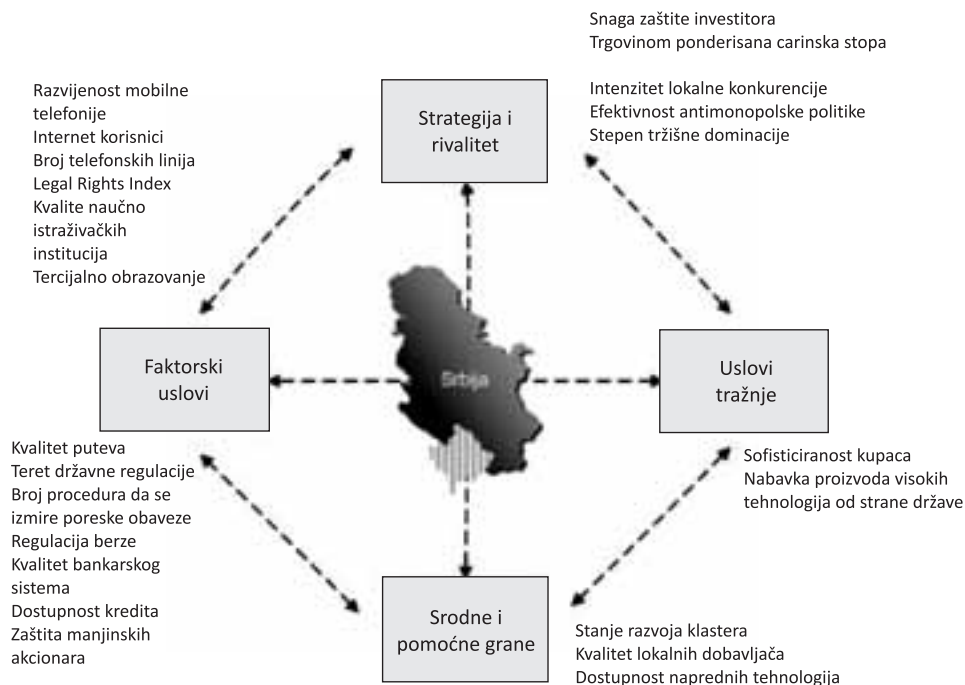 Snaga zaštite investitora
Trgovinom ponderisana carinska stopa
Intenzitet lokalne konkurencije
Efektivnost antimonopolske politike
Stepen tržišne dominacije
Strategija i
rivalitet
Razvijenost mobilne
telefonije
Internet korisnici
Broj telefonskih linija
Legal Rights Index
Kvalite naučno
istraživačkih
institucija
Tercijalno obrazovanje
Faktorski
uslovi
Srbija
Uslovi
tražnje
Kvalitet puteva
Teret državne regulacije
Broj procedura da se
izmire poreske obaveze
Regulacija berze
Kvalitet bankarskog
sistema
Dostupnost kredita
Zaštita manjinskih
akcionara
Sofisticiranost kupaca
Nabavka proizvoda visokih
tehnologija od strane države
Srodne i
pomoćne grane
Stanje razvoja klastera
Kvalitet lokalnih dobavljača
Dostupnost naprednih tehnologija